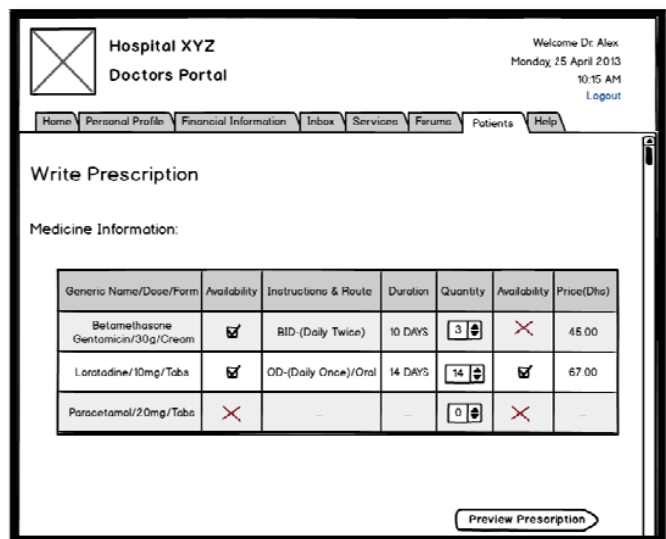 Hospital XYZ
Doctors Portal
Welcome Dr. Alex
Monday, 25 April 2013
10:15 AM
Logout
Home Personal Profile Financial Information Inbox Services Forums Patients Help
Write Prescription
Medicine Information:
Generic Name/Dose/Form Availability Instructions & Route Duration Quantity Availability Price(Dhs)
Betamethasone
Gentamicin/30g/Cream BID-(Daily Twice) 10 DAYS 3 45.00
Loratadine/10mg/Tabs OD-(Daily Once)/Oral 14 DAYS 14 67.00
Paracetamol/20mg/Tabs ... ... 0 ...
Preview Prescription